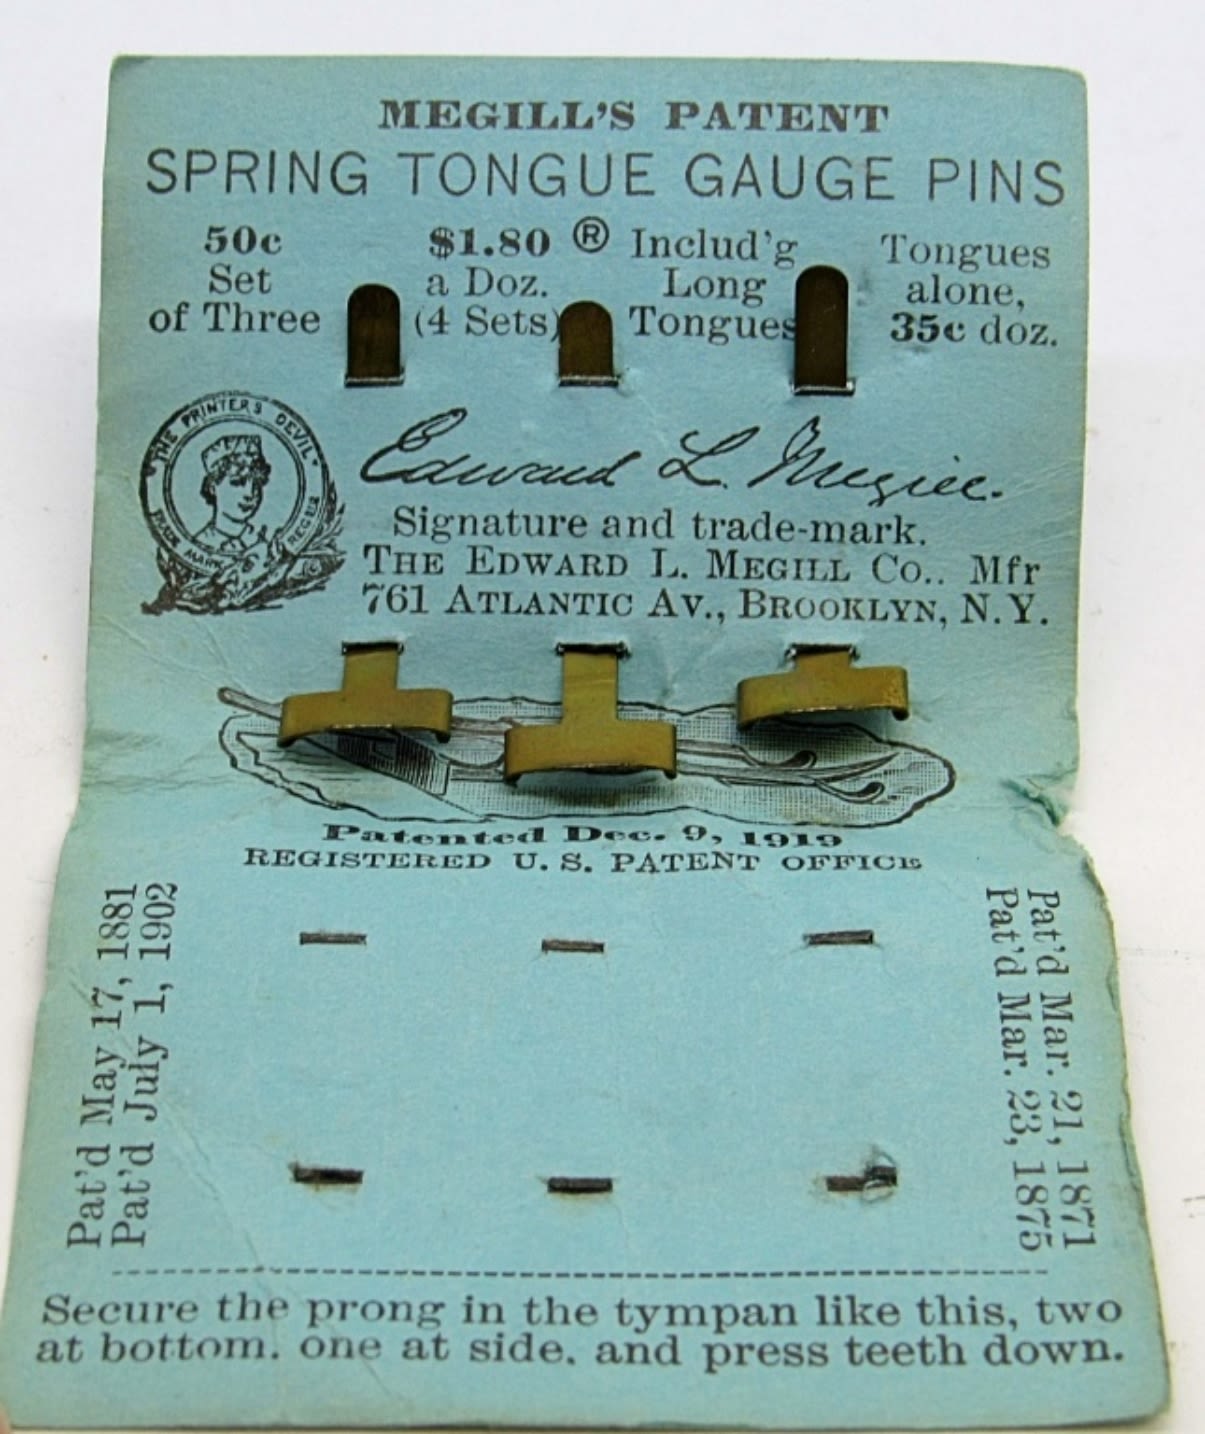 MEGILL'S PATENT
SPRING TONGUE GAUGE PINS
50c
Set
of Three
$1.80
a Doz.
(4 Sets)
®
Includ'g
Long
Tongues
Tongues
alone,
35c doz.
"THE PRINTERS DEVIL"
TRADE MARK
Edward L. Megill.
Signature and trade-mark.
THE EDWARD L. MEGILL CO.. Mfr
761 ATLANTIC AV., BROOKLYN, N.Y.
Patented Dec. 9, 1919
REGISTERED U. S. PATENT OFFICE
Pat'd May 17, 1881
Pat'd July 1, 1902
Pat'd Mar. 21, 1871
Pat'd Mar. 23, 1875
Secure the prong in the tympan like this, two
at bottom. one at side. and press teeth down.